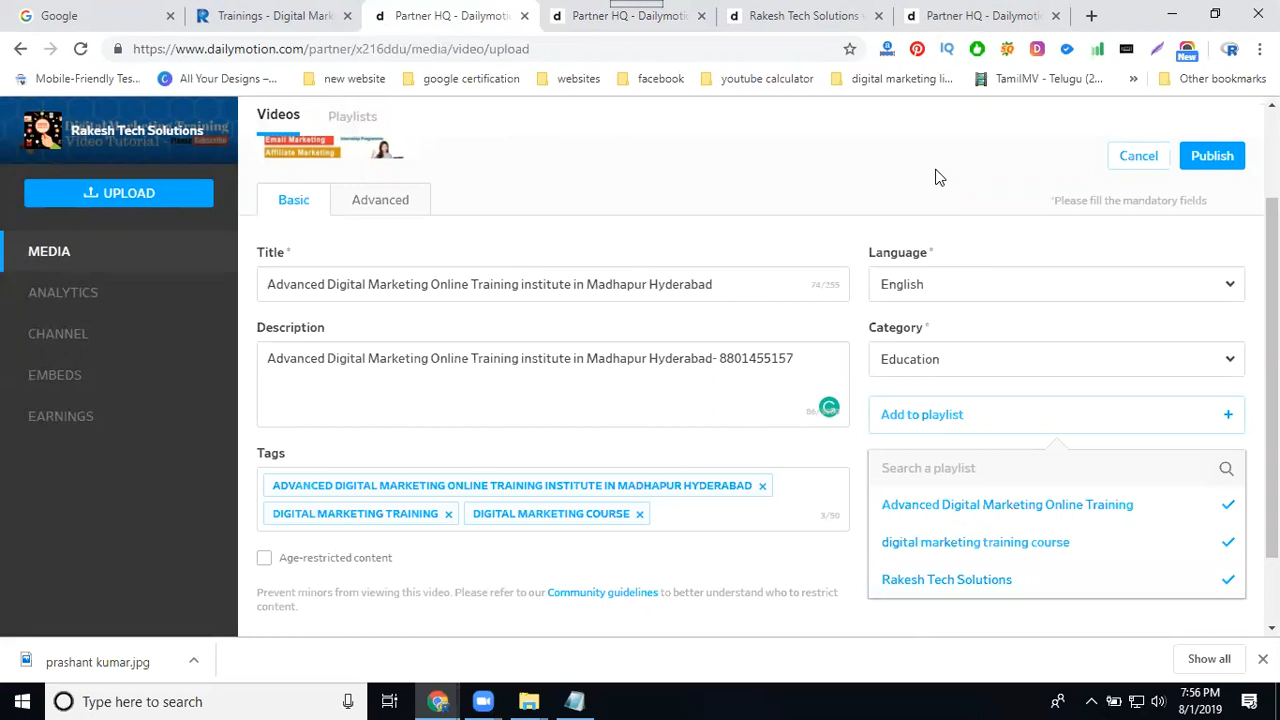 Google
Trainings - Digital Mark
Partner HQ - Dailymotion
Partner HQ - Dailymotion
Rakesh Tech Solutions
Partner HQ - Dailymotion
https://www.dailymotion.com/partner/x216ddu/media/video/upload
New
Mobile-Friendly Tes...
All Your Designs –...
new website
google certification
websites
facebook
youtube calculator
digital marketing li...
TamilMV - Telugu (2...
»
Other bookmarks
Rakesh Tech Solutions
Video Tutorial -
Videos
Playlists
Email Marketing
Affiliate Marketing
Cancel
Publish
UPLOAD
Basic
Advanced
*Please fill the mandatory fields
MEDIA
ANALYTICS
CHANNEL
EMBEDS
EARNINGS
Title *
Advanced Digital Marketing Online Training institute in Madhapur Hyderabad
74/255
Language *
English
Description
Advanced Digital Marketing Online Training institute in Madhapur Hyderabad- 8801455157
Category *
Education
Add to playlist
+
Search a playlist
Advanced Digital Marketing Online Training
digital marketing training course
Rakesh Tech Solutions
Tags
ADVANCED DIGITAL MARKETING ONLINE TRAINING INSTITUTE IN MADHAPUR HYDERABAD ×
DIGITAL MARKETING TRAINING × DIGITAL MARKETING COURSE ×
3/50
Age-restricted content
Prevent minors from viewing this video. Please refer to our Community guidelines to better understand who to restrict
content.
prashant kumar.jpg
Show all
Type here to search
7:56 PM
8/1/2019